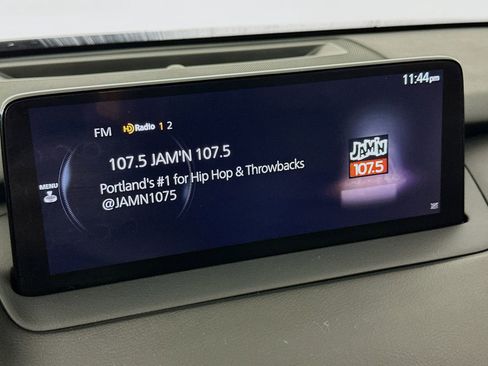 11:44pm
FM HD Radio 1 2
107.5 JAM'N 107.5
Portland's #1 for Hip Hop & Throwbacks
@JAMN1075
MENU
JAM'N
107.5